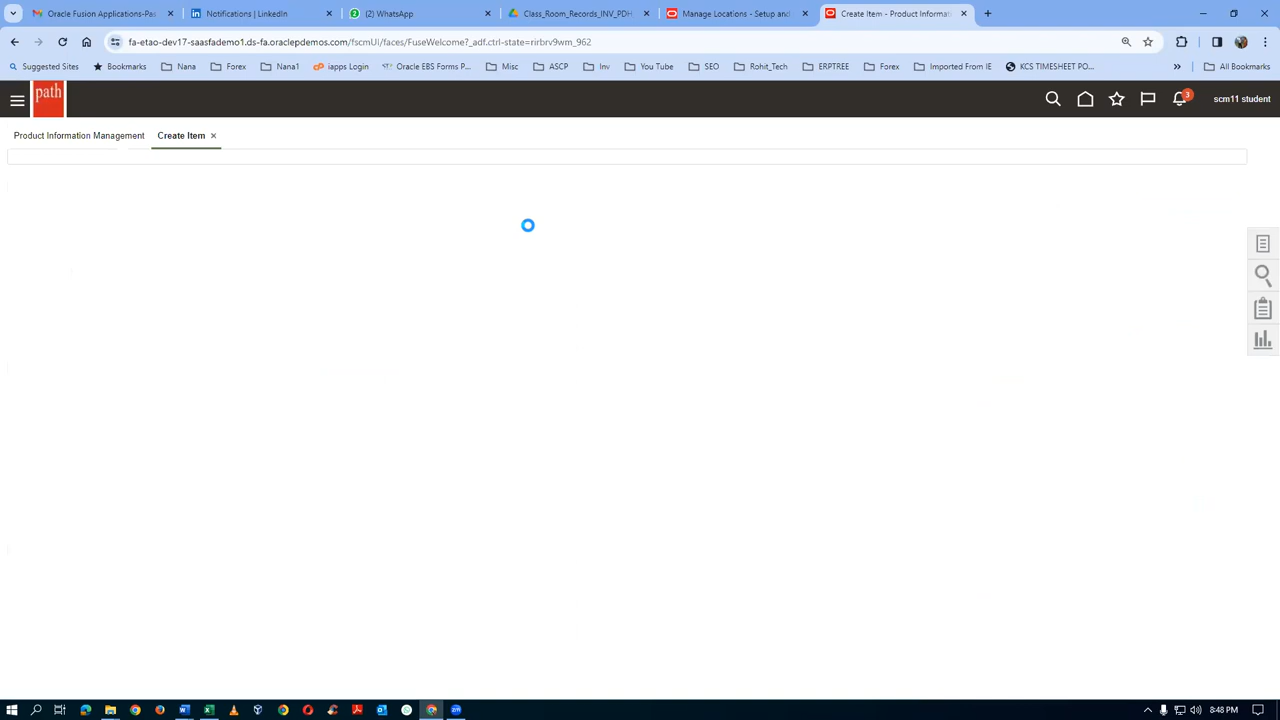 Oracle Fusion Applications-Pas
Notifications | LinkedIn
(2) WhatsApp
Class_Room_Records_INV_PDH
Manage Locations - Setup and
Create Item - Product Informati
fa-etao-dev17-saasfademo1.ds-fa.oraclepdemos.com/fscmUI/faces/FuseWelcome?_adf.ctrl-state=rirbrv9wm_962
Suggested Sites
Bookmarks
Nana
Forex
Nana1
iapps Login
Oracle EBS Forms P...
Misc
ASCP
Inv
You Tube
SEO
Rohit_Tech
ERPTREE
Forex
Imported From IE
KCS TIMESHEET PO...
»
All Bookmarks
path
3
scm11 student
Product Information Management
Create Item
8:48 PM